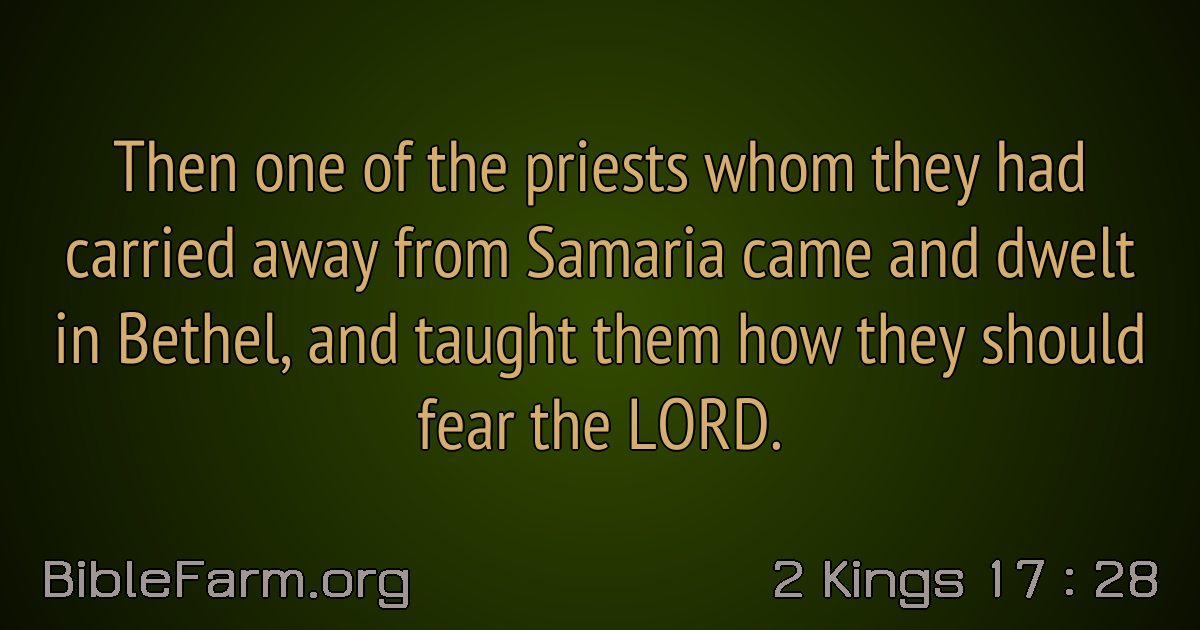 Then one of the priests whom they had
carried away from Samaria came and dwelt
in Bethel, and taught them how they should
fear the LORD.
BibleFarm.org
2 Kings 17 : 28